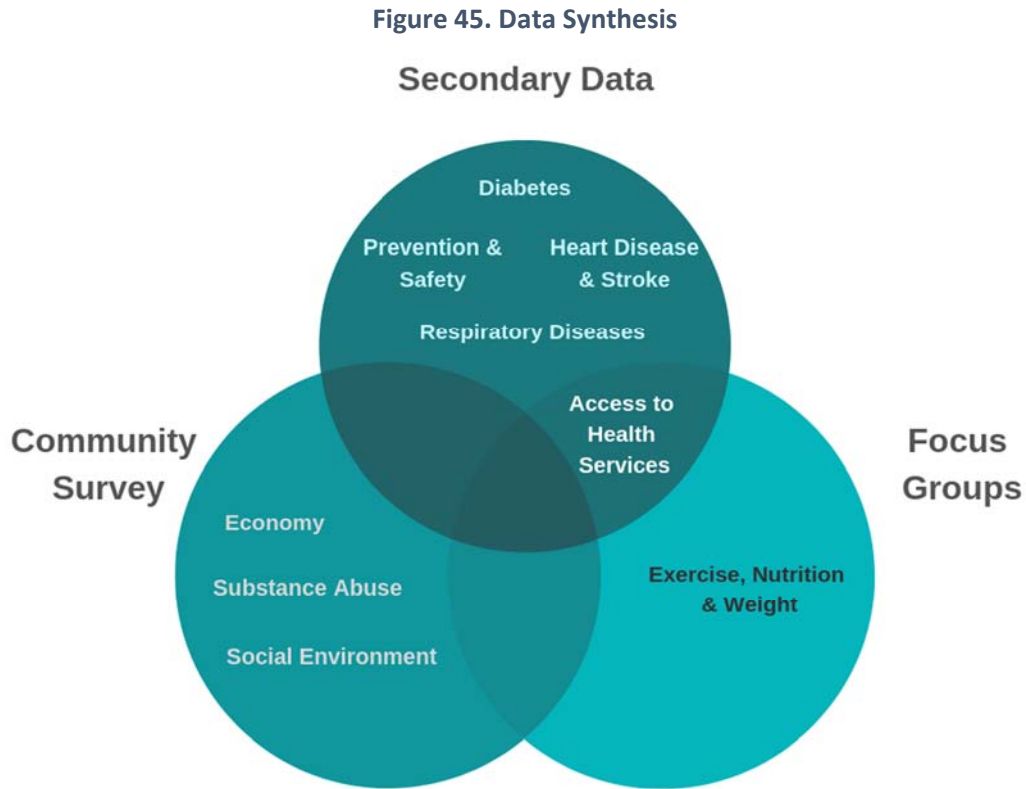 Figure 45. Data Synthesis
Secondary Data
Diabetes
Prevention &
Safety
Heart Disease
& Stroke
Respiratory Diseases
Access to
Health
Services
Community
Survey
Focus
Groups
Economy
Substance Abuse
Social Environment
Exercise, Nutrition
& Weight